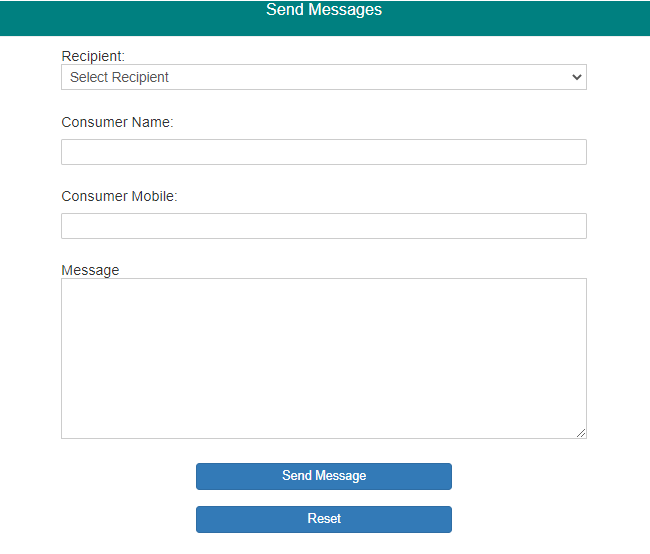 Send Messages
Recipient:
Select Recipient
Consumer Name:
Consumer Mobile:
Message
Send Message
Reset